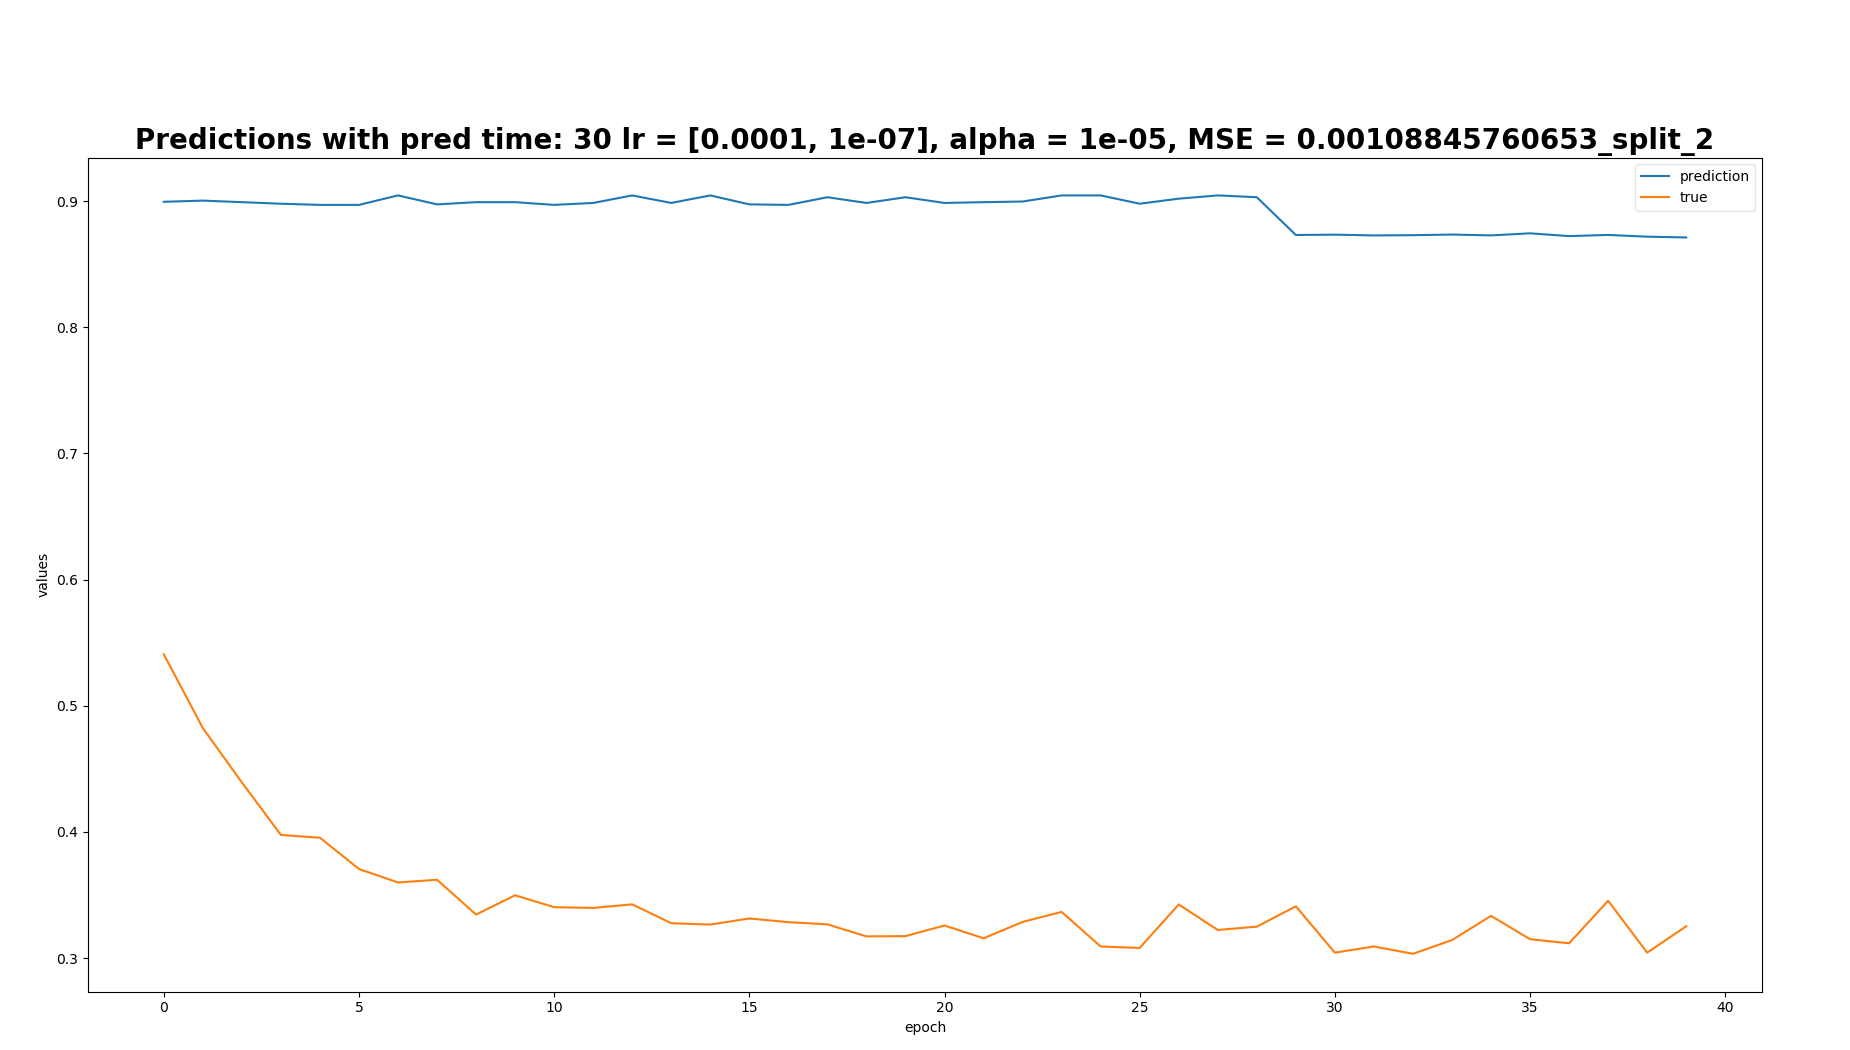 Predictions with pred time: 30 lr = [0.0001, 1e-07], alpha = 1e-05, MSE = 0.00108845760653_split_2
prediction
true
0.9
0.8
0.7
0.6
0.5
0.4
0.3
values
0 5 10 15 20 25 30 35 40
epoch